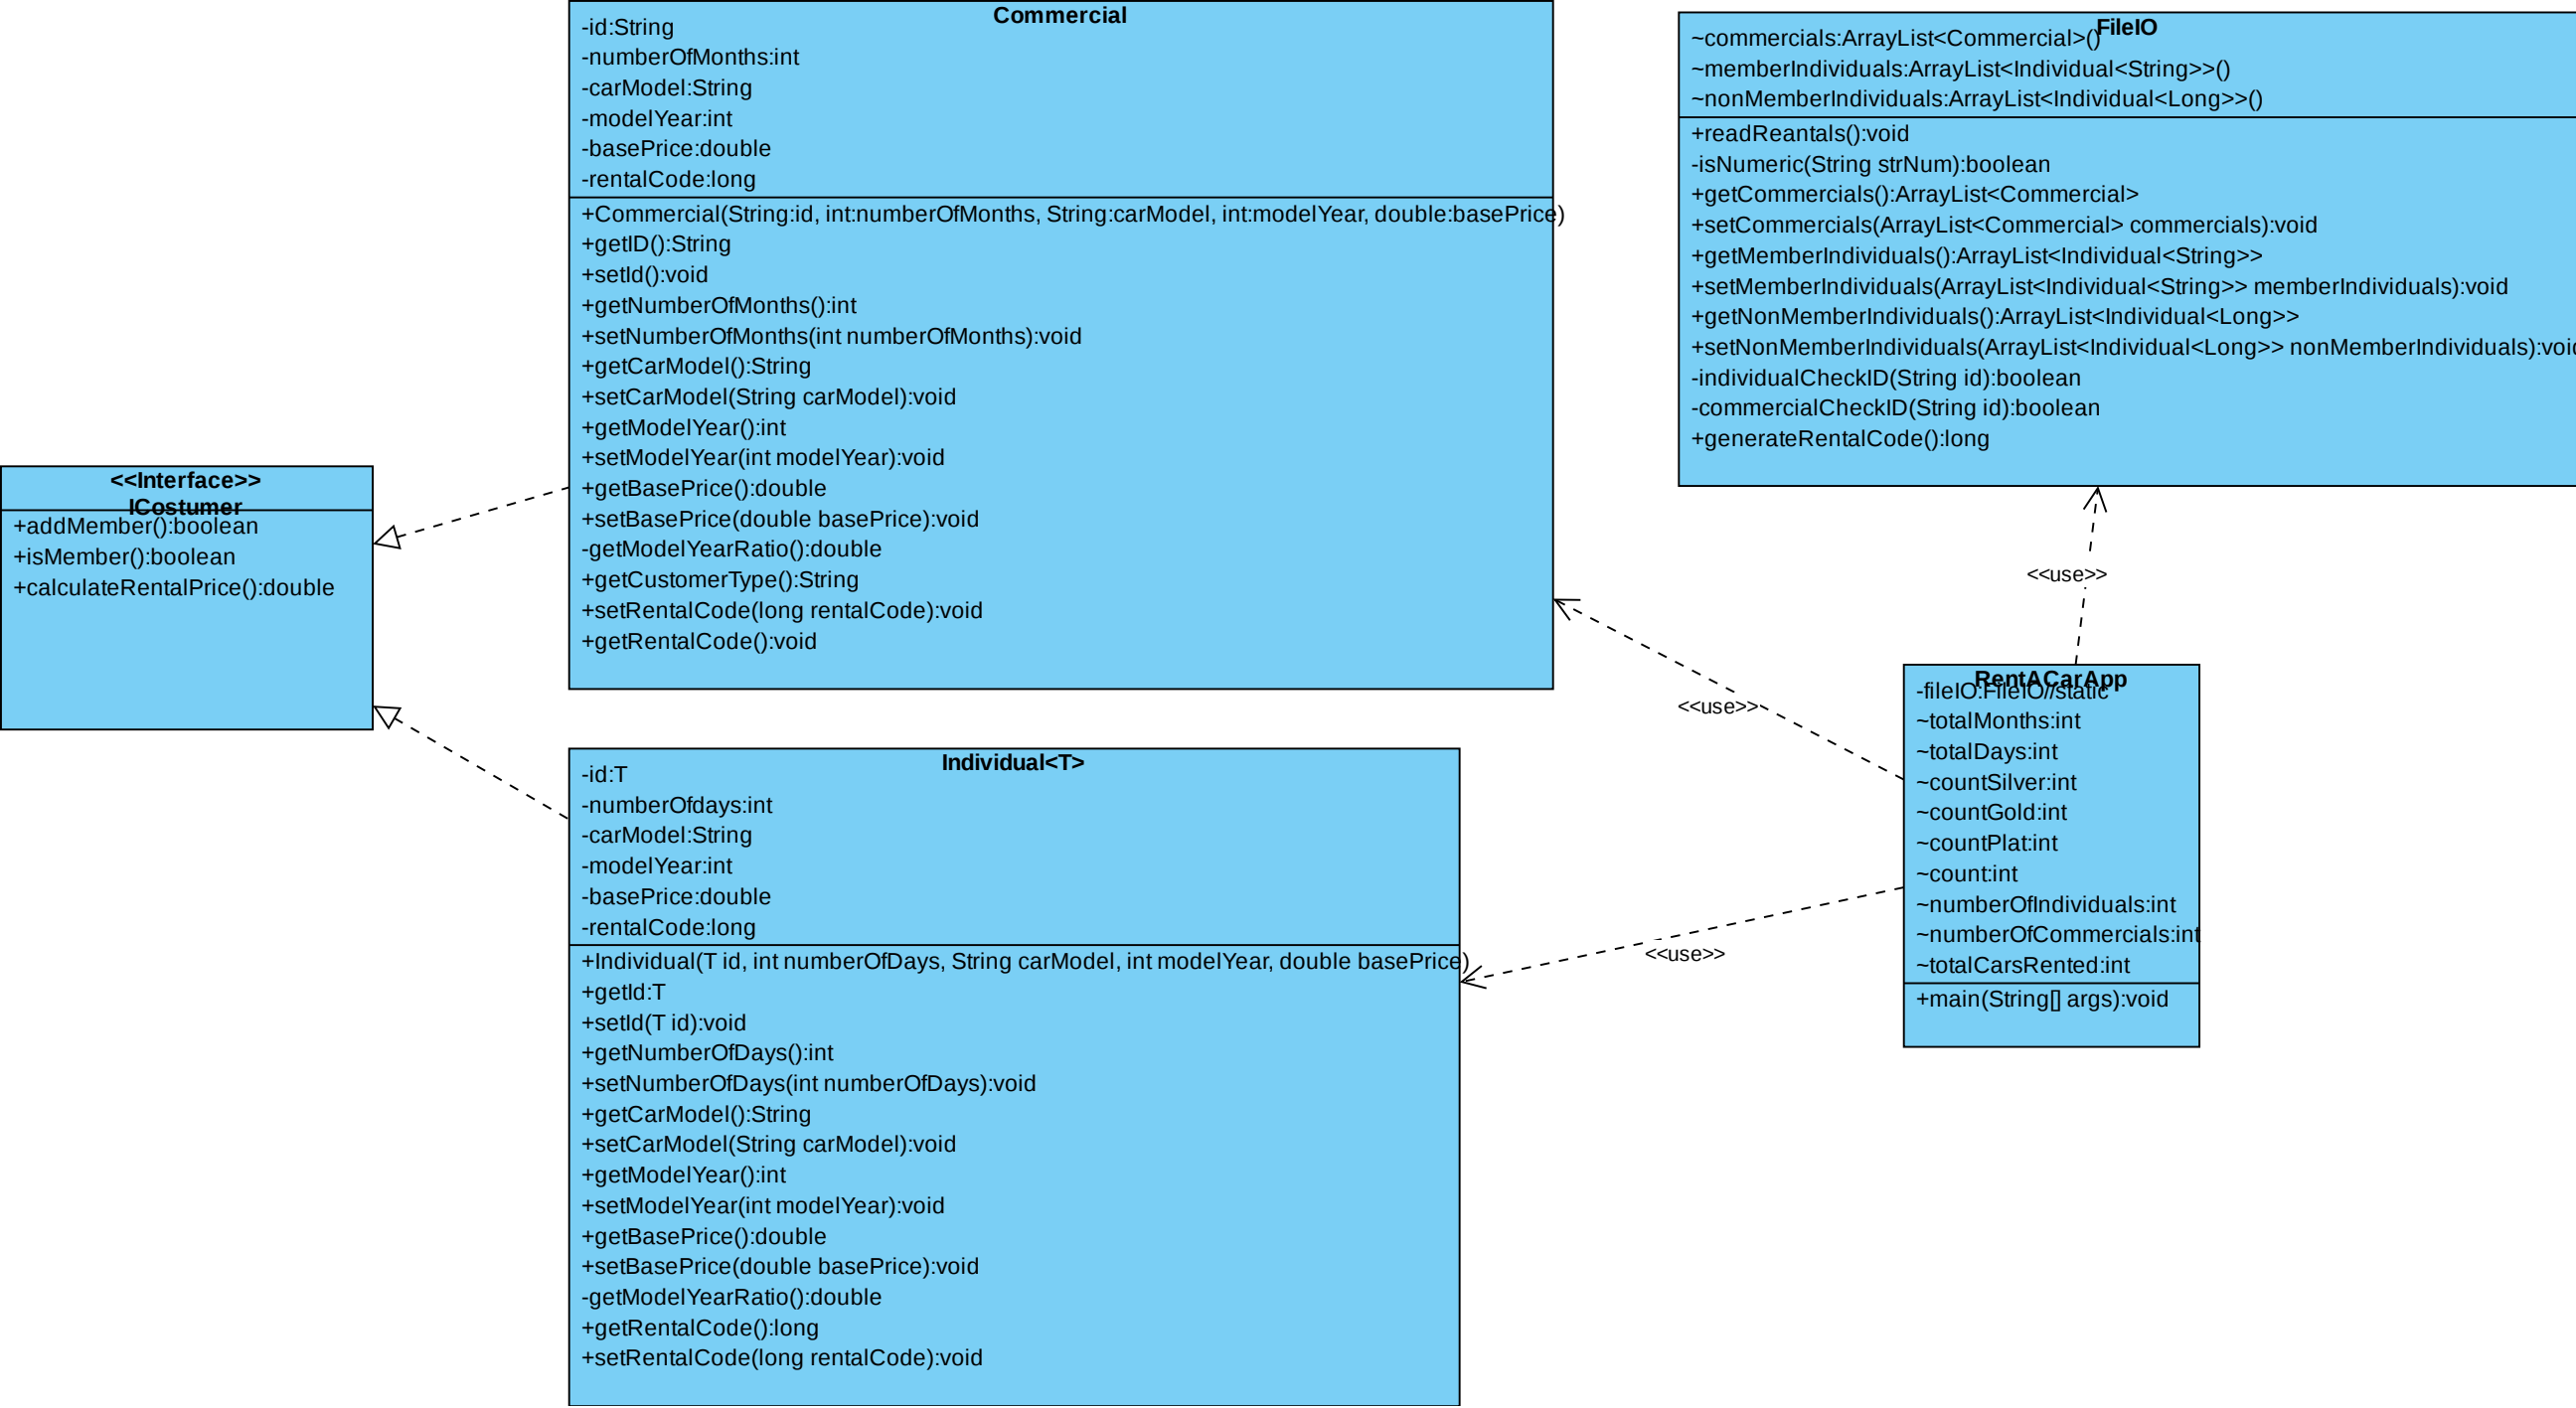 Commercial
-id:String
-numberOfMonths:int
-carModel:String
-modelYear:int
-basePrice:double
-rentalCode:long
+Commercial(String:id, int:numberOfMonths, String:carModel, int:modelYear, double:basePrice)
+getID():String
+setId():void
+getNumberOfMonths():int
+setNumberOfMonths(int numberOfMonths):void
+getCarModel():String
+setCarModel(String carModel):void
+getModelYear():int
+setModelYear(int modelYear):void
+getBasePrice():double
+setBasePrice(double basePrice):void
-getModelYearRatio():double
+getCustomerType():String
+setRentalCode(long rentalCode):void
+getRentalCode():void
FileIO
~commercials:ArrayList<Commercial>()
~memberIndividuals:ArrayList<Individual<String>>()
~nonMemberIndividuals:ArrayList<Individual<Long>>()
+readReantals():void
-isNumeric(String strNum):boolean
+getCommercials():ArrayList<Commercial>
+setCommercials(ArrayList<Commercial> commercials):void
+getMemberIndividuals():ArrayList<Individual<String>>
+setMemberIndividuals(ArrayList<Individual<String>> memberIndividuals):void
+getNonMemberIndividuals():ArrayList<Individual<Long>>
+setNonMemberIndividuals(ArrayList<Individual<Long>> nonMemberIndividuals):void
-individualCheckID(String id):boolean
-commercialCheckID(String id):boolean
+generateRentalCode():long
<<Interface>>
ICostumer
+addMember():boolean
+isMember():boolean
+calculateRentalPrice():double
<<use>>
<<use>>
<<use>>
RentACarApp
-fileIO:FileIO//static
~totalMonths:int
~totalDays:int
~countSilver:int
~countGold:int
~countPlat:int
~count:int
~numberOfIndividuals:int
~numberOfCommercials:int
~totalCarsRented:int
+main(String[] args):void
Individual<T>
-id:T
-numberOfdays:int
-carModel:String
-modelYear:int
-basePrice:double
-rentalCode:long
+Individual(T id, int numberOfDays, String carModel, int modelYear, double basePrice)
+getId:T
+setId(T id):void
+getNumberOfDays():int
+setNumberOfDays(int numberOfDays):void
+getCarModel():String
+setCarModel(String carModel):void
+getModelYear():int
+setModelYear(int modelYear):void
+getBasePrice():double
+setBasePrice(double basePrice):void
-getModelYearRatio():double
+getRentalCode():long
+setRentalCode(long rentalCode):void